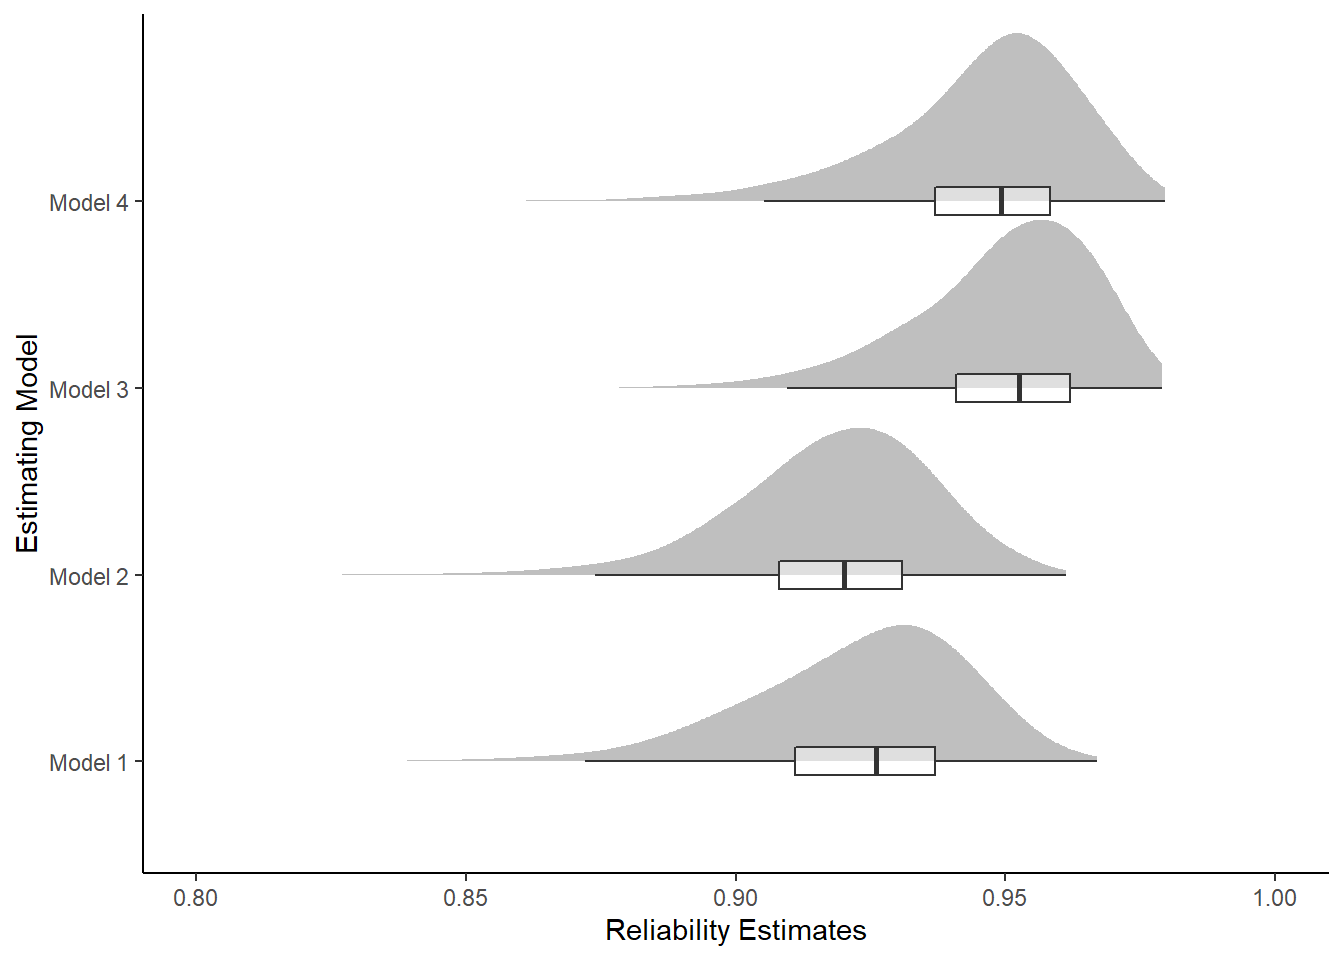 Model 4
Model 3
Model 2
Model 1
Estimating Model
0.80 0.85 0.90 0.95 1.00
Reliability Estimates